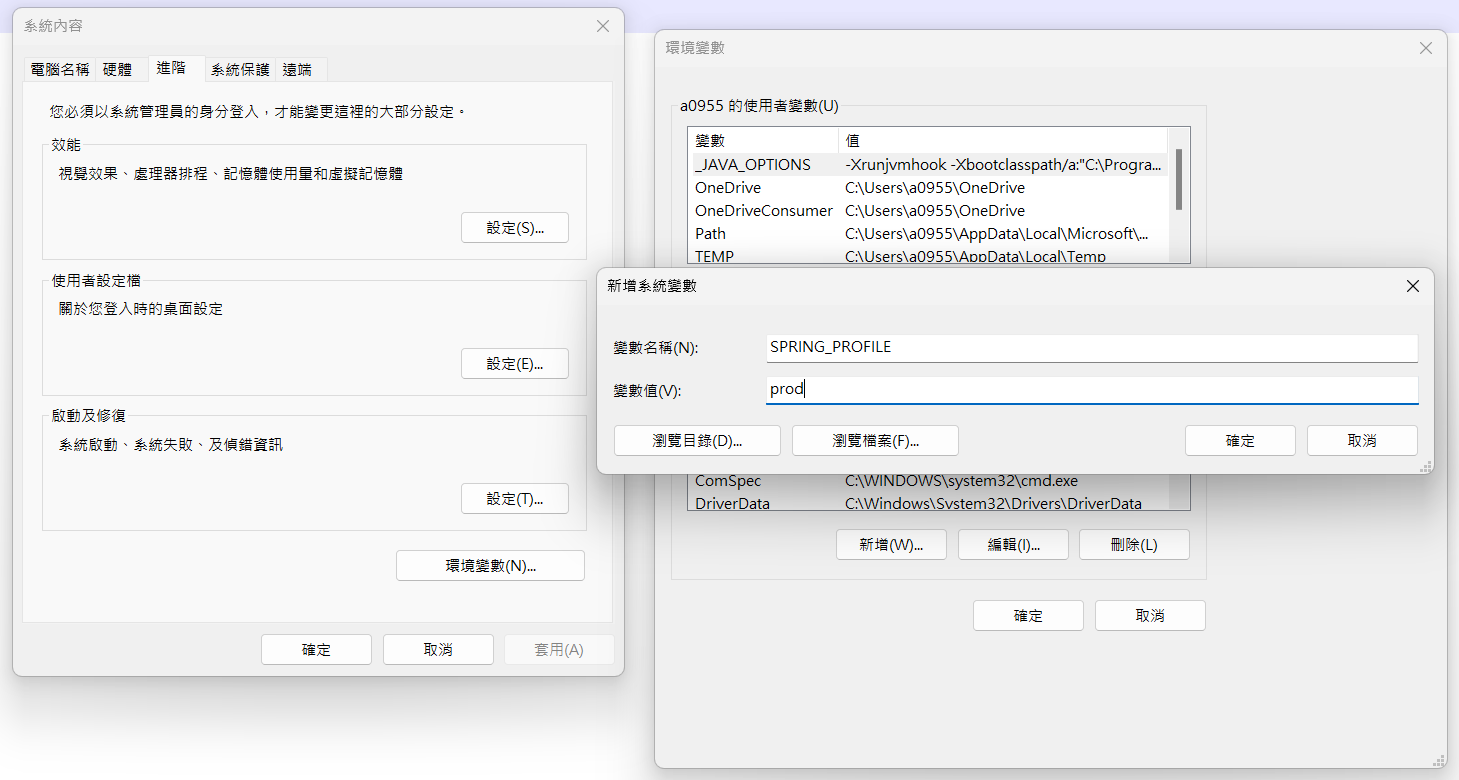 系統內容
電腦名稱 硬體 進階 系統保護 遠端
您必須以系統管理員的身分登入，才能變更這裡的大部分設定。
效能
視覺效果、處理器排程、記憶體使用量和虛擬記憶體
設定(S)...
使用者設定檔
關於您登入時的桌面設定
設定(E)...
啟動及修復
系統啟動、系統失敗、及偵錯資訊
設定(T)...
環境變數(N)...
確定 取消 套用(A)
環境變數
a0955 的使用者變數(U)
變數 值
_JAVA_OPTIONS -Xrunjvmhook -Xbootclasspath/a:"C:\Progra...
OneDrive C:\Users\a0955\OneDrive
OneDriveConsumer C:\Users\a0955\OneDrive
Path C:\Users\a0955\AppData\Local\Microsoft\...
TEMP C:\Users\a0955\AppData\Local\Temp
新增系統變數
變數名稱(N): SPRING_PROFILE
變數值(V): prod
瀏覽目錄(D)... 瀏覽檔案(F)... 確定 取消
ComSpec C:\WINDOWS\system32\cmd.exe
DriverData C:\Windows\System32\Drivers\DriverData
新增(W)... 編輯(I)... 刪除(L)
確定 取消